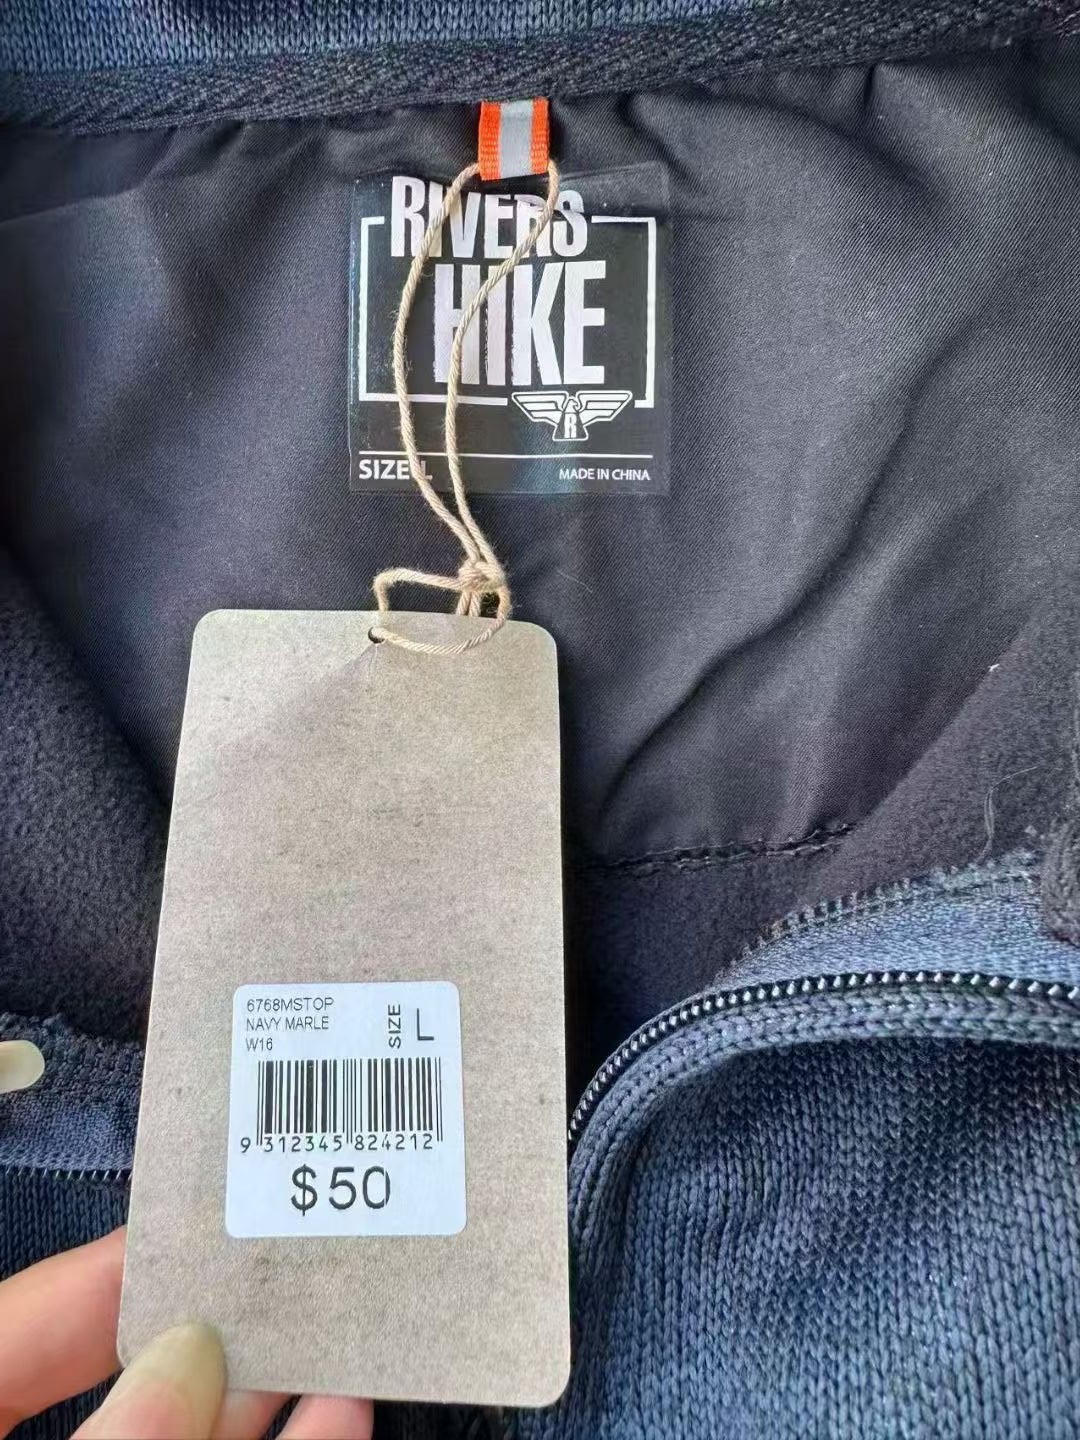 RIVERS
HIKE
R
SIZE L
MADE IN CHINA
6768MSTOP
NAVY MARLE
W16
SIZE L
9 312345 824212
$50